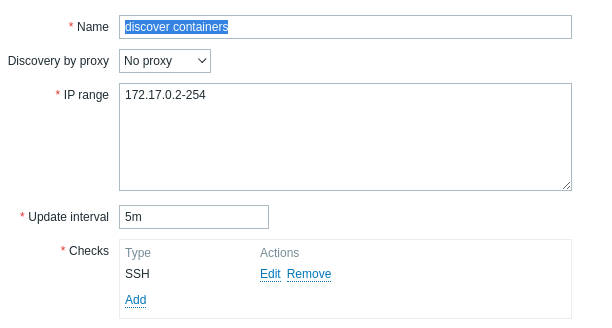 * Name discover containers
Discovery by proxy No proxy
* IP range 172.17.0.2-254
* Update interval 5m
* Checks Type Actions
SSH Edit Remove
Add